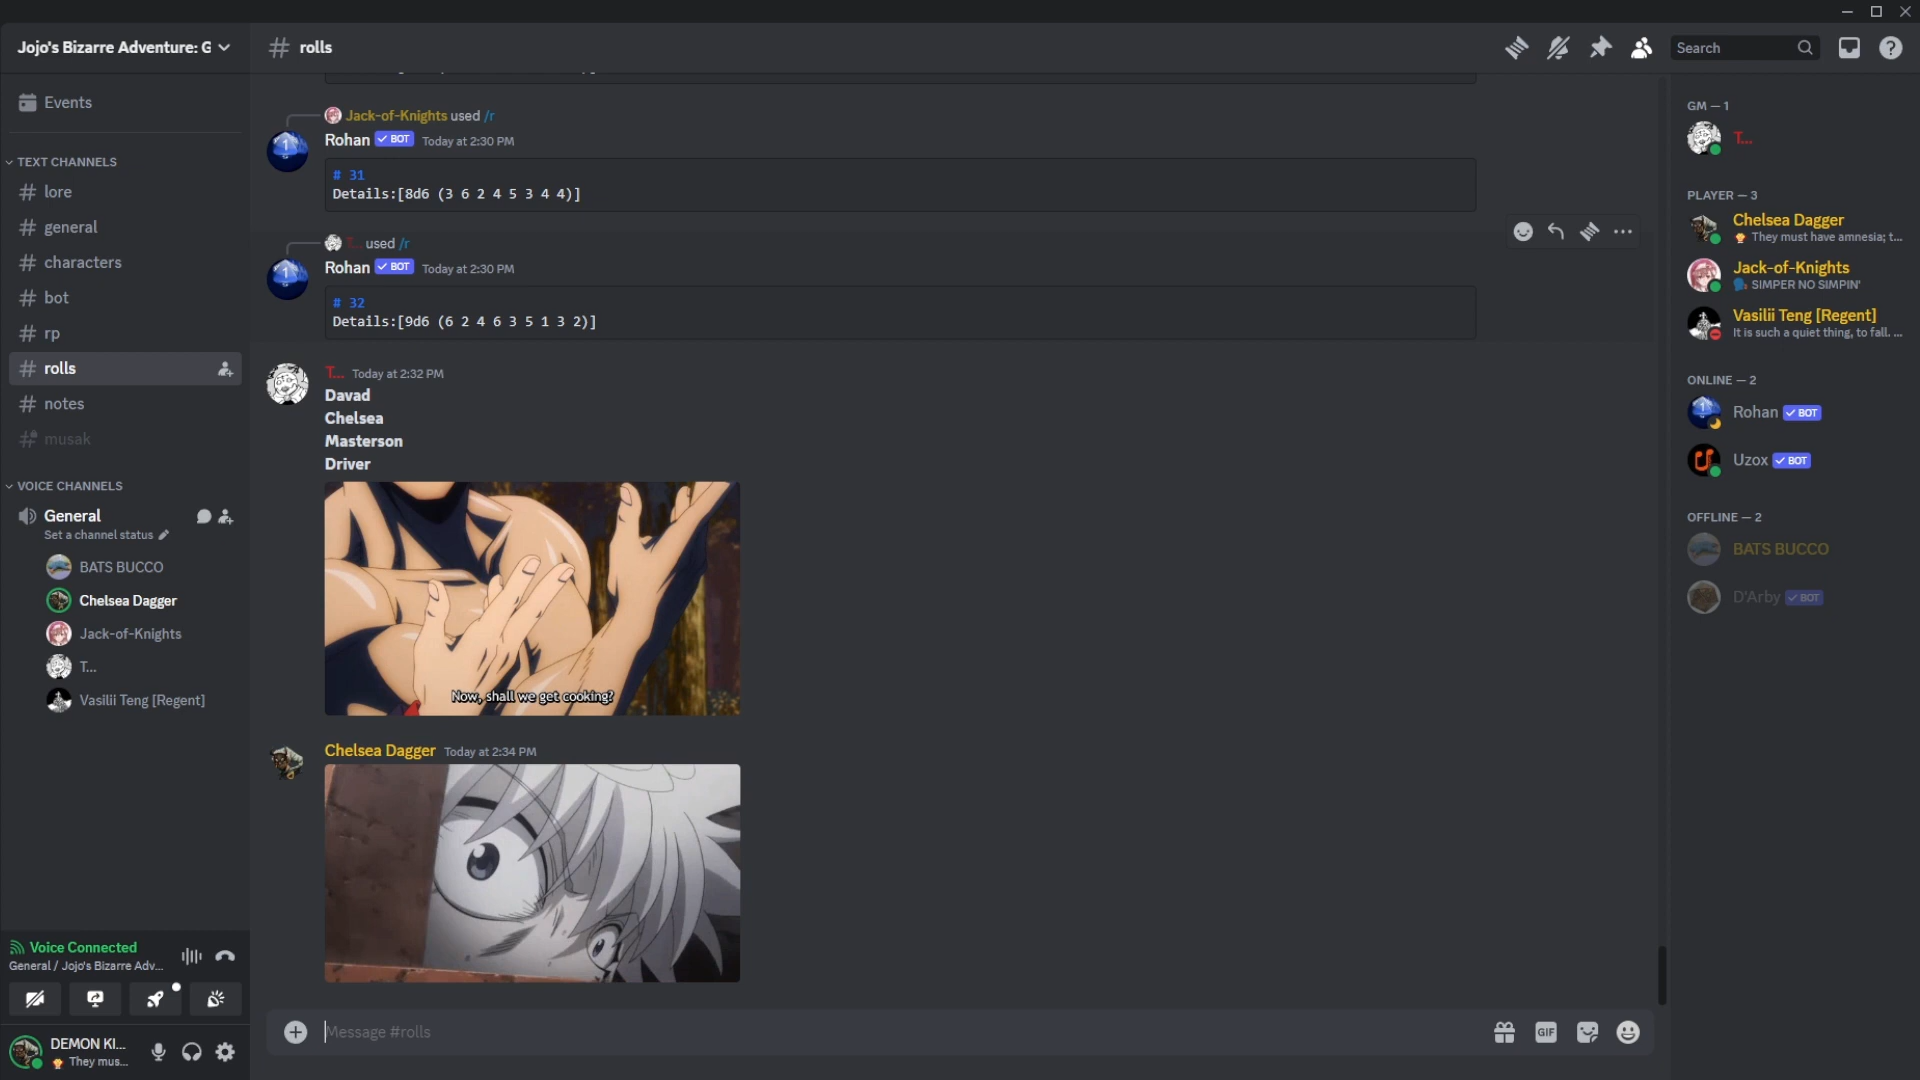 Jojo's Bizarre Adventure: G
# rolls
Search
Events
TEXT CHANNELS
# lore
# general
# characters
# bot
# rp
# rolls
# notes
# musak
VOICE CHANNELS
General
Set a channel status
BATS BUCCO
Chelsea Dagger
Jack-of-Knights
T...
Vasilii Teng [Regent]
Voice Connected
General / Jojo's Bizarre Adv...
DEMON KI...
They mus...
Jack-of-Knights used /r
Rohan ✓ BOT Today at 2:30 PM
# 31
Details:[8d6 (3 6 2 4 5 3 4 4)]
T... used /r
Rohan ✓ BOT Today at 2:30 PM
# 32
Details:[9d6 (6 2 4 6 3 5 1 3 2)]
T... Today at 2:32 PM
Davad
Chelsea
Masterson
Driver
Now, shall we get cooking?
Chelsea Dagger Today at 2:34 PM
Message #rolls
GIF
GM — 1
T...
PLAYER — 3
Chelsea Dagger
They must have amnesia; t...
Jack-of-Knights
SIMPER NO SIMPIN'
Vasilii Teng [Regent]
It is such a quiet thing, to fall. ...
ONLINE — 2
Rohan ✓ BOT
Uzox ✓ BOT
OFFLINE — 2
BATS BUCCO
D'Arby ✓ BOT